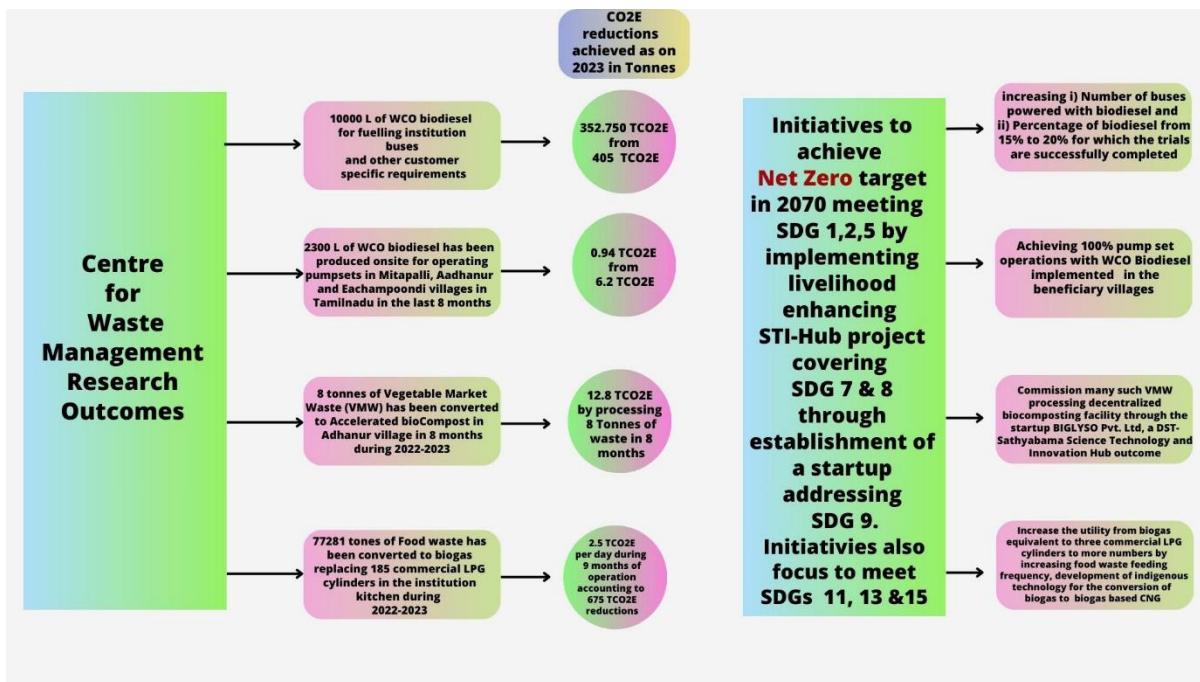 CO2E
reductions
achieved as on
2023 in Tonnes
Centre
for
Waste
Management
Research
Outcomes
10000 L of WCO biodiesel
for fuelling institution
buses
and other customer
specific requirements
352.750 TCO2E
from
405 TCO2E
2300 L of WCO biodiesel has been
produced onsite for operating
pumpsets in Mitapalli, Aadhanur
and Eachampoondi villages in
Tamilnadu in the last 8 months
0.94 TCO2E
from
6.2 TCO2E
8 tonnes of Vegetable Market
Waste (VMW) has been converted
to Accelerated bioCompost in
Adhanur village in 8 months
during 2022-2023
12.8 TCO2E
by processing
8 Tonnes of
waste in 8
months
77281 tones of Food waste has
been converted to biogas
replacing 185 commercial LPG
cylinders in the institution
kitchen during
2022-2023
2.5 TCO2E
per day during
9 months of
operation
accounting to
675 TCO2E
reductions
Initiatives to
achieve
Net Zero target
in 2070 meeting
SDG 1,2,5 by
implementing
livelihood
enhancing
STI-Hub project
covering
SDG 7 & 8
through
establishment of
a startup
addressing
SDG 9.
Initiativies also
focus to meet
SDGs 11, 13 &15
increasing i) Number of buses
powered with biodiesel and
ii) Percentage of biodiesel from
15% to 20% for which the trials
are successfully completed
Achieving 100% pump set
operations with WCO Biodiesel
implemented in the
beneficiary villages
Commission many such VMW
processing decentralized
biocomposting facility through the
startup BIGLYSO Pvt. Ltd, a DST-
Sathyabama Science Technology and
Innovation Hub outcome
Increase the utility from biogas
equivalent to three commercial LPG
cylinders to more numbers by
increasing food waste feeding
frequency, development of indigenous
technology for the conversion of
biogas to biogas based CNG